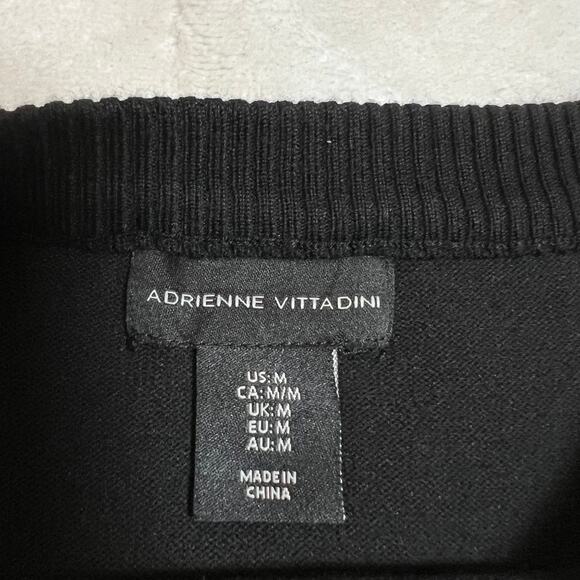 ADRIENNE VITTADINI
US:M
CA:M/M
UK:M
EU:M
AU:M
MADE IN
CHINA